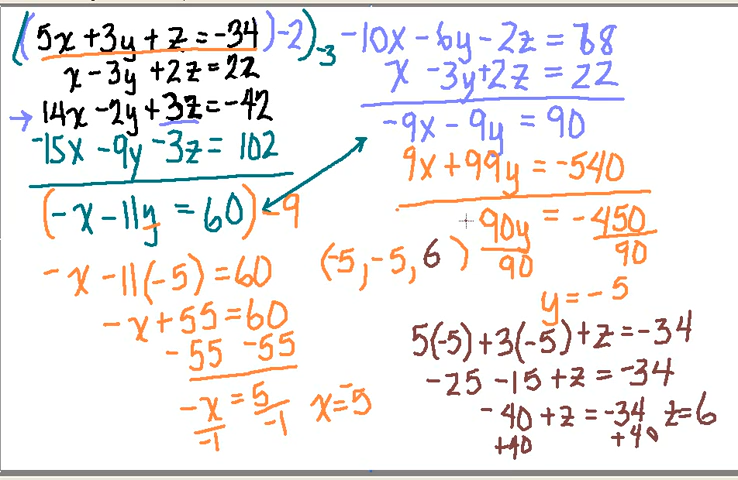 ((5x + 3y + z = -34)-2)-3
x - 3y + 2z = 22
→ 14x - 2y + 3z = -42
-15x - 9y - 3z = 102
(-x - 11y = 60) -9
-x - 11(-5) = 60
-x + 55 = 60
-55 -55
-x = 5
-1 -1
x = -5
-10x - 6y - 2z = 68
x - 3y + 2z = 22
-9x - 9y = 90
9x + 99y = -540
90y = -450
90 90
(-5, -5, 6)
y = -5
5(-5) + 3(-5) + z = -34
-25 - 15 + z = -34
-40 + z = -34 z = 6
+40 +40